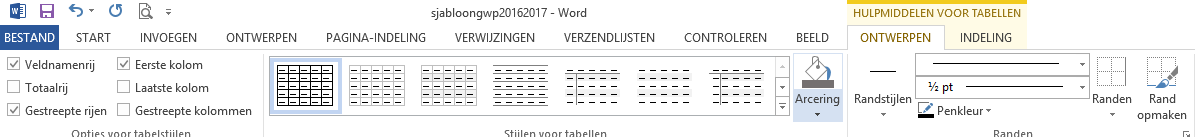 sjabloongwp20162017 - Word
HULPMIDDELEN VOOR TABELLEN
BESTAND START INVOEGEN ONTWERPEN PAGINA-INDELING VERWIJZINGEN VERZENDLIJSTEN CONTROLEREN BEELD ONTWERPEN INDELING
Veldnamenrij Eerste kolom
Totaalrij Laatste kolom
Gestreepte rijen Gestreepte kolommen
Opties voor tabelstijlen
Stijlen voor tabellen
Arcering
Randstijlen
½ pt
Penkleur
Randen
Rand
opmaken
Randen